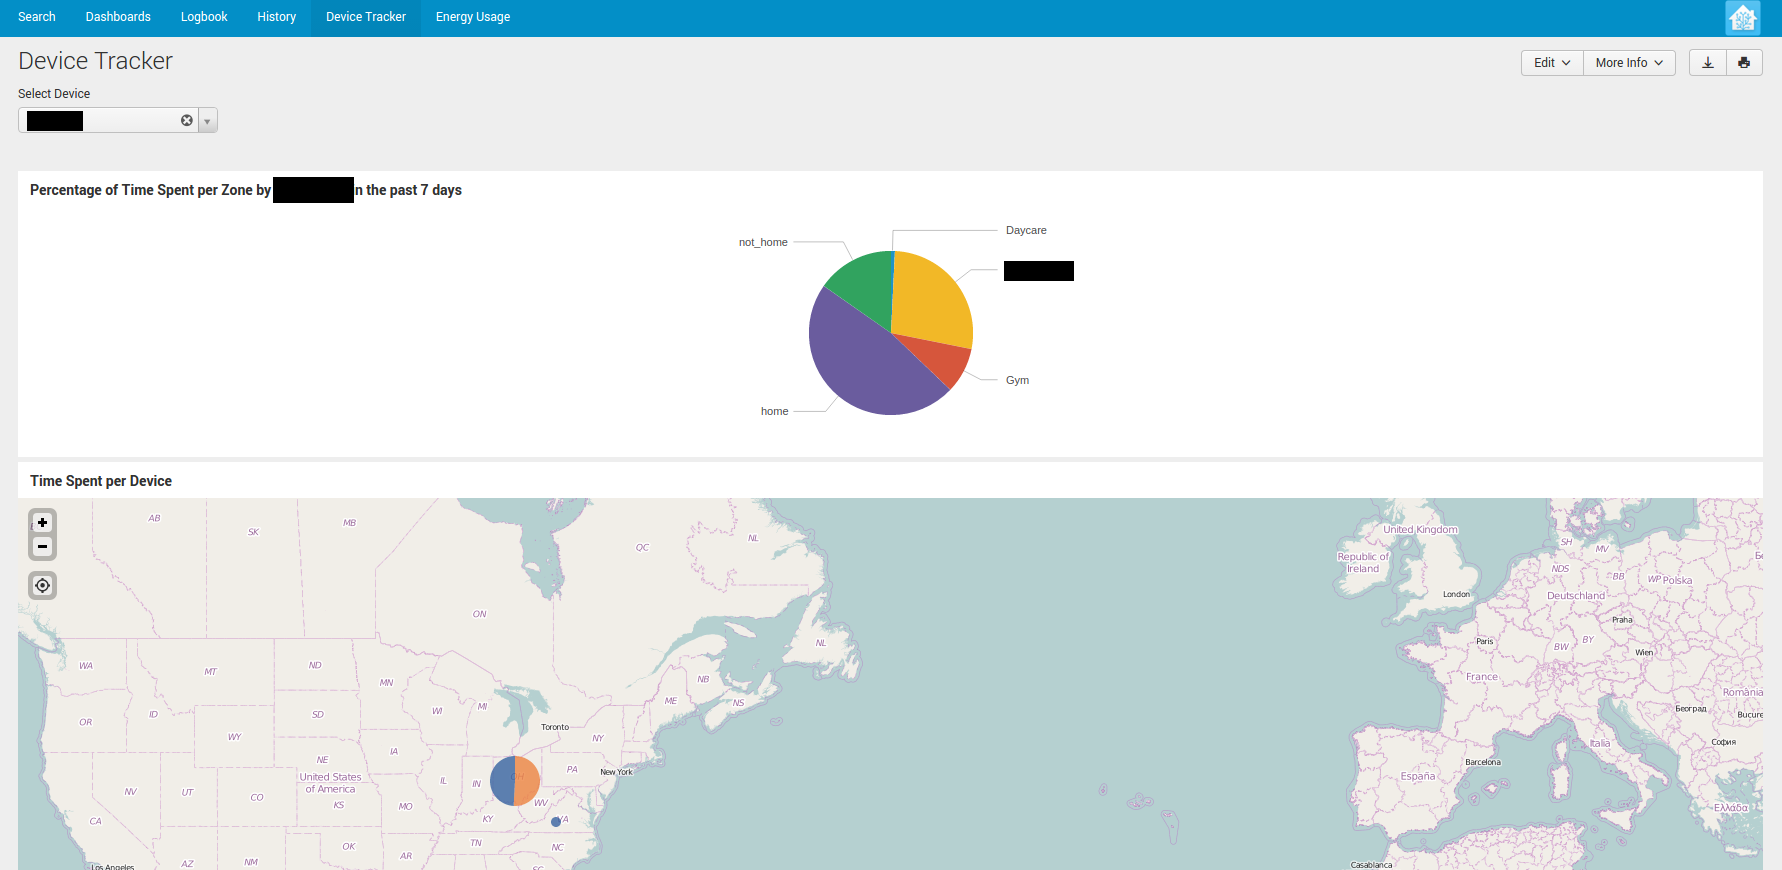 Search Dashboards Logbook History Device Tracker Energy Usage
Device Tracker
Edit More Info
Select Device
Percentage of Time Spent per Zone by n the past 7 days
Daycare
not_home
Gym
home
Time Spent per Device
AB
SK
MB
QC
NL
ON
NL
WA
MT
ND
MN
OR
ID
SD
WI
MI
NB
ME
NS
WY
IA
Toronto
NY
NE
United States
of America
NV
UT
CO
KS
IL
IN
OH
PA
New York
MO
WV
CA
KY
VA
OK
AR
TN
NC
AZ
NM
SC
Los Angeles
United Kingdom
Republic of
Ireland
SH
MV
NDS
BB
WP
Polska
London
Deutschland
Praha
Paris
BW
BY
Wien
France
România
Београд
Bucure
София
Italia
Barcelona
España
Ελλάδα
Casablanca